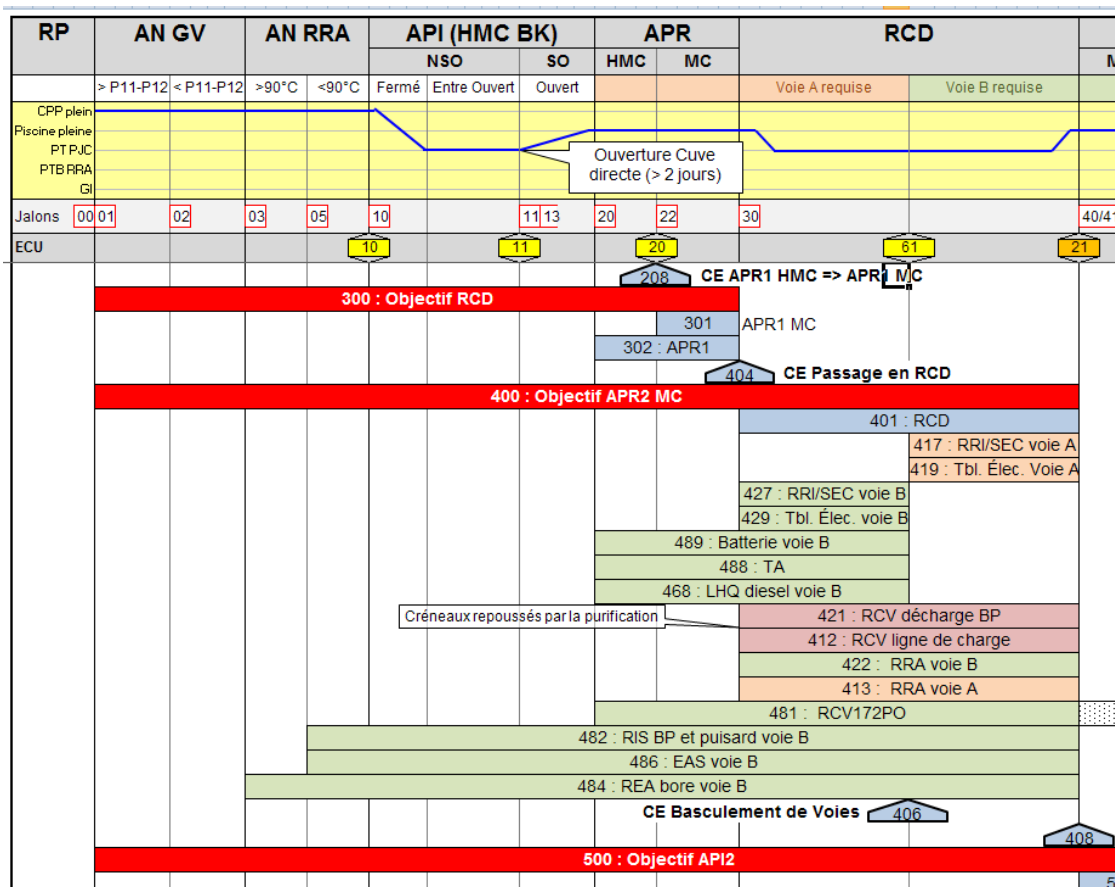 RP AN GV AN RRA API (HMC BK) APR RCD
NSO SO HMC MC
> P11-P12 < P11-P12 >90°C <90°C Fermé Entre Ouvert Ouvert Voie A requise Voie B requise
CPP plein
Piscine pleine
PT PJC
PTB RRA
GI
Ouverture Cuve
directe (> 2 jours)
Jalons 00 01 02 03 05 10 11 13 20 22 30 40/41
ECU 10 11 20 61 21
208 CE APR1 HMC => APR1 MC
300 : Objectif RCD
301 APR1 MC
302 : APR1
404 CE Passage en RCD
400 : Objectif APR2 MC
401 : RCD
417 : RRI/SEC voie A
419 : Tbl. Élec. Voie A
427 : RRI/SEC voie B
429 : Tbl. Élec. voie B
489 : Batterie voie B
488 : TA
468 : LHQ diesel voie B
Créneaux repoussés par la purification
421 : RCV décharge BP
412 : RCV ligne de charge
422 : RRA voie B
413 : RRA voie A
481 : RCV172PO
482 : RIS BP et puisard voie B
486 : EAS voie B
484 : REA bore voie B
CE Basculement de Voies 406
408
500 : Objectif API2